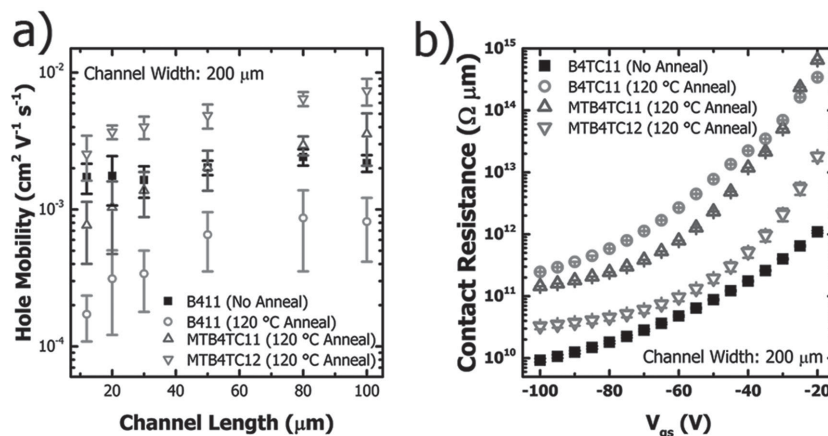 a)
Channel Width: 200 μm
Hole Mobility (cm² V⁻¹ s⁻¹)
10⁻²
10⁻³
10⁻⁴
B411 (No Anneal)
B411 (120 °C Anneal)
MTB4TC11 (120 °C Anneal)
MTB4TC12 (120 °C Anneal)
20 40 60 80 100
Channel Length (μm)
b)
Contact Resistance (Ω μm)
10¹⁵
10¹⁴
10¹³
10¹²
10¹¹
10¹⁰
B4TC11 (No Anneal)
B4TC11 (120 °C Anneal)
MTB4TC11 (120 °C Anneal)
MTB4TC12 (120 °C Anneal)
Channel Width: 200 μm
-100 -80 -60 -40 -20
V_gs (V)